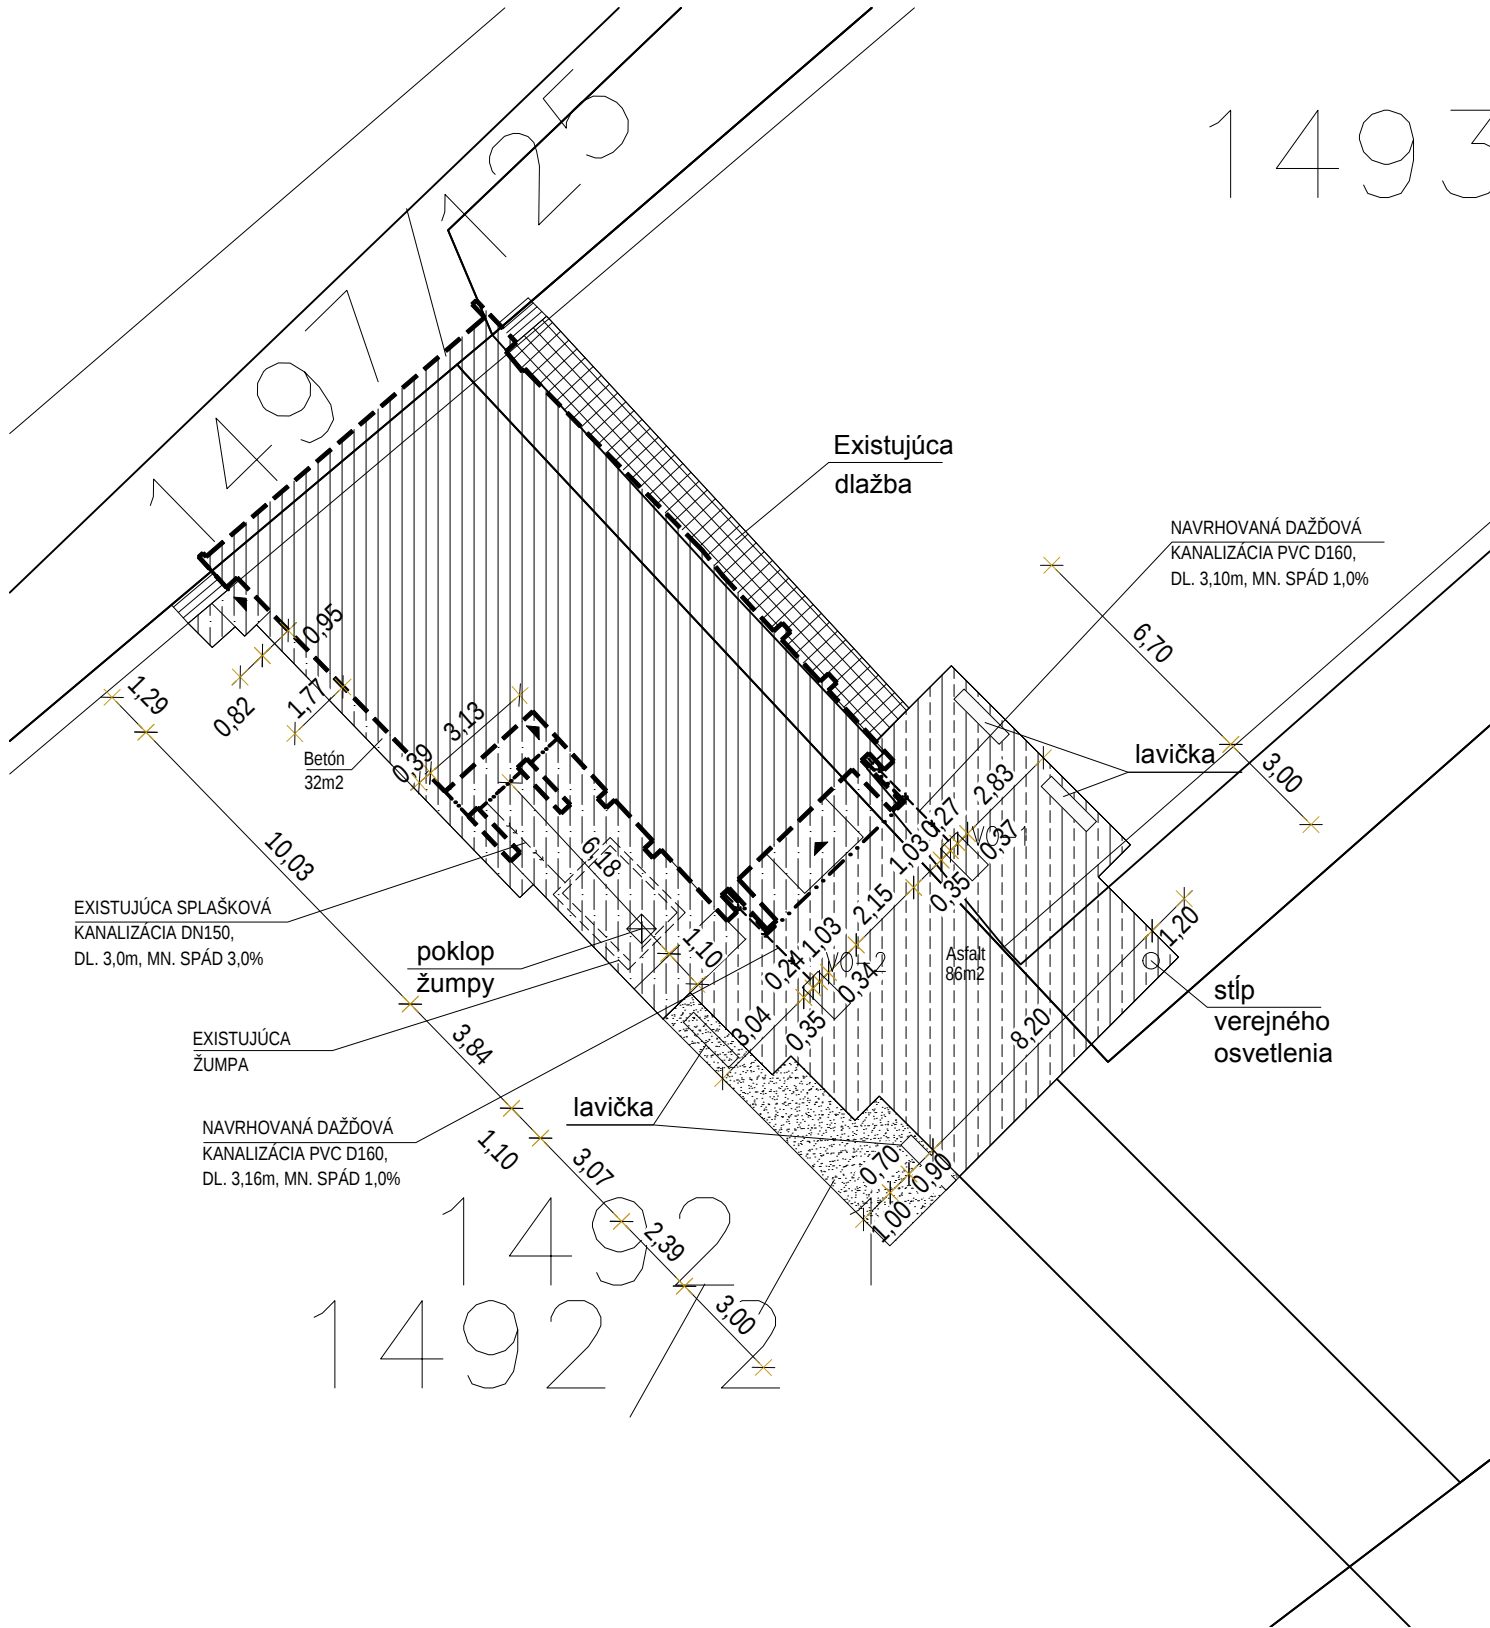 1493
1497/125
Existujúca
dlažba
NAVRHOVANÁ DAŽĎOVÁ
KANALIZÁCIA PVC D160,
DL. 3,10m, MN. SPÁD 1,0%
6,70
3,00
lavička
0,95
1,29
0,82
1,77
3,13
0,39
Betón
32m2
10,03
6,18
2,83
0,27
1,03
0,37
0,35
2,15
1,03
0,24
VO-2
0,34
0,35
3,04
1,10
Asfalt
86m2
1,20
8,20
EXISTUJÚCA SPLAŠKOVÁ
KANALIZÁCIA DN150,
DL. 3,0m, MN. SPÁD 3,0%
poklop
žumpy
stĺp
verejného
osvetlenia
EXISTUJÚCA
ŽUMPA
3,84
lavička
NAVRHOVANÁ DAŽĎOVÁ
KANALIZÁCIA PVC D160,
DL. 3,16m, MN. SPÁD 1,0%
1,10
3,07
0,70
0,90
1,00
2,39
3,00
1492/1
1492/2